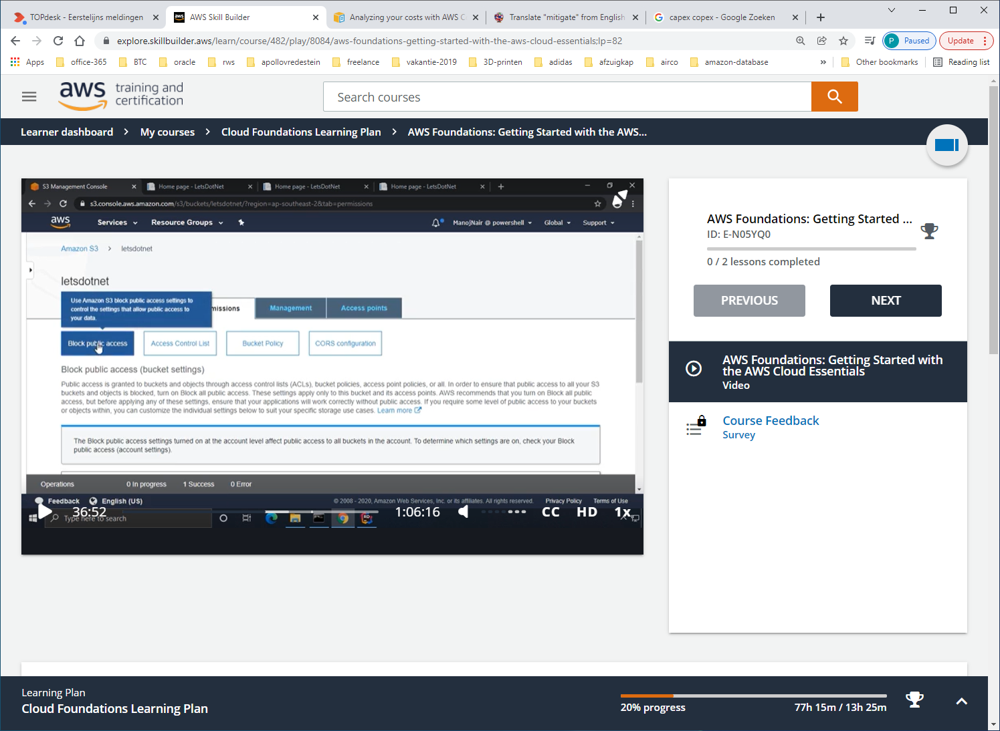 TOPdesk - Eerstelijns meldingen
AWS Skill Builder
Analyzing your costs with AWS C
Translate "mitigate" from English
capex copex - Google Zoeken
explore.skillbuilder.aws/learn/course/482/play/8084/aws-foundations-getting-started-with-the-aws-cloud-essentials;lp=82
P Paused
Update
Apps
office-365
BTC
oracle
rws
apollovredestein
freelance
vakantie-2019
3D-printen
adidas
afzuigkap
airco
amazon-database
»
Other bookmarks
Reading list
aws training and
certification
Search courses
Learner dashboard > My courses > Cloud Foundations Learning Plan > AWS Foundations: Getting Started with the AWS...
S3 Management Console
Home page - LetsDotNet
Home page - LetsDotNet
Home page - LetsDotNet
s3.console.aws.amazon.com/s3/buckets/letsdotnet/?region=ap-southeast-2&tab=permissions
aws
Services
Resource Groups
ManojNair @ powershell
Global
Support
Amazon S3 > letsdotnet
letsdotnet
Use Amazon S3 block public access settings to
control the settings that allow public access to
your data.
missions
Management
Access points
Block public access
Access Control List
Bucket Policy
CORS configuration
Block public access (bucket settings)
Public access is granted to buckets and objects through access control lists (ACLs), bucket policies, access point policies, or all. In order to ensure that public access to all your S3
buckets and objects is blocked, turn on Block all public access. These settings apply only to this bucket and its access points. AWS recommends that you turn on Block all public
access, but before applying any of these settings, ensure that your applications will work correctly without public access. If you require some level of public access to your buckets
or objects within, you can customize the individual settings below to suit your specific storage use cases. Learn more
The Block public access settings turned on at the account level affect public access to all buckets in the account. To determine which settings are on, check your Block
public access (account settings).
Operations
0 In progress
1 Success
0 Error
Feedback
English (US)
© 2008 - 2020, Amazon Web Services, Inc. or its affiliates. All rights reserved.
Privacy Policy
Terms of Use
Type here to search
36:52
1:06:16
CC
HD
1x
AWS Foundations: Getting Started ...
ID: E-N05YQ0
0 / 2 lessons completed
PREVIOUS
NEXT
AWS Foundations: Getting Started with
the AWS Cloud Essentials
Video
Course Feedback
Survey
Learning Plan
Cloud Foundations Learning Plan
20% progress
77h 15m / 13h 25m